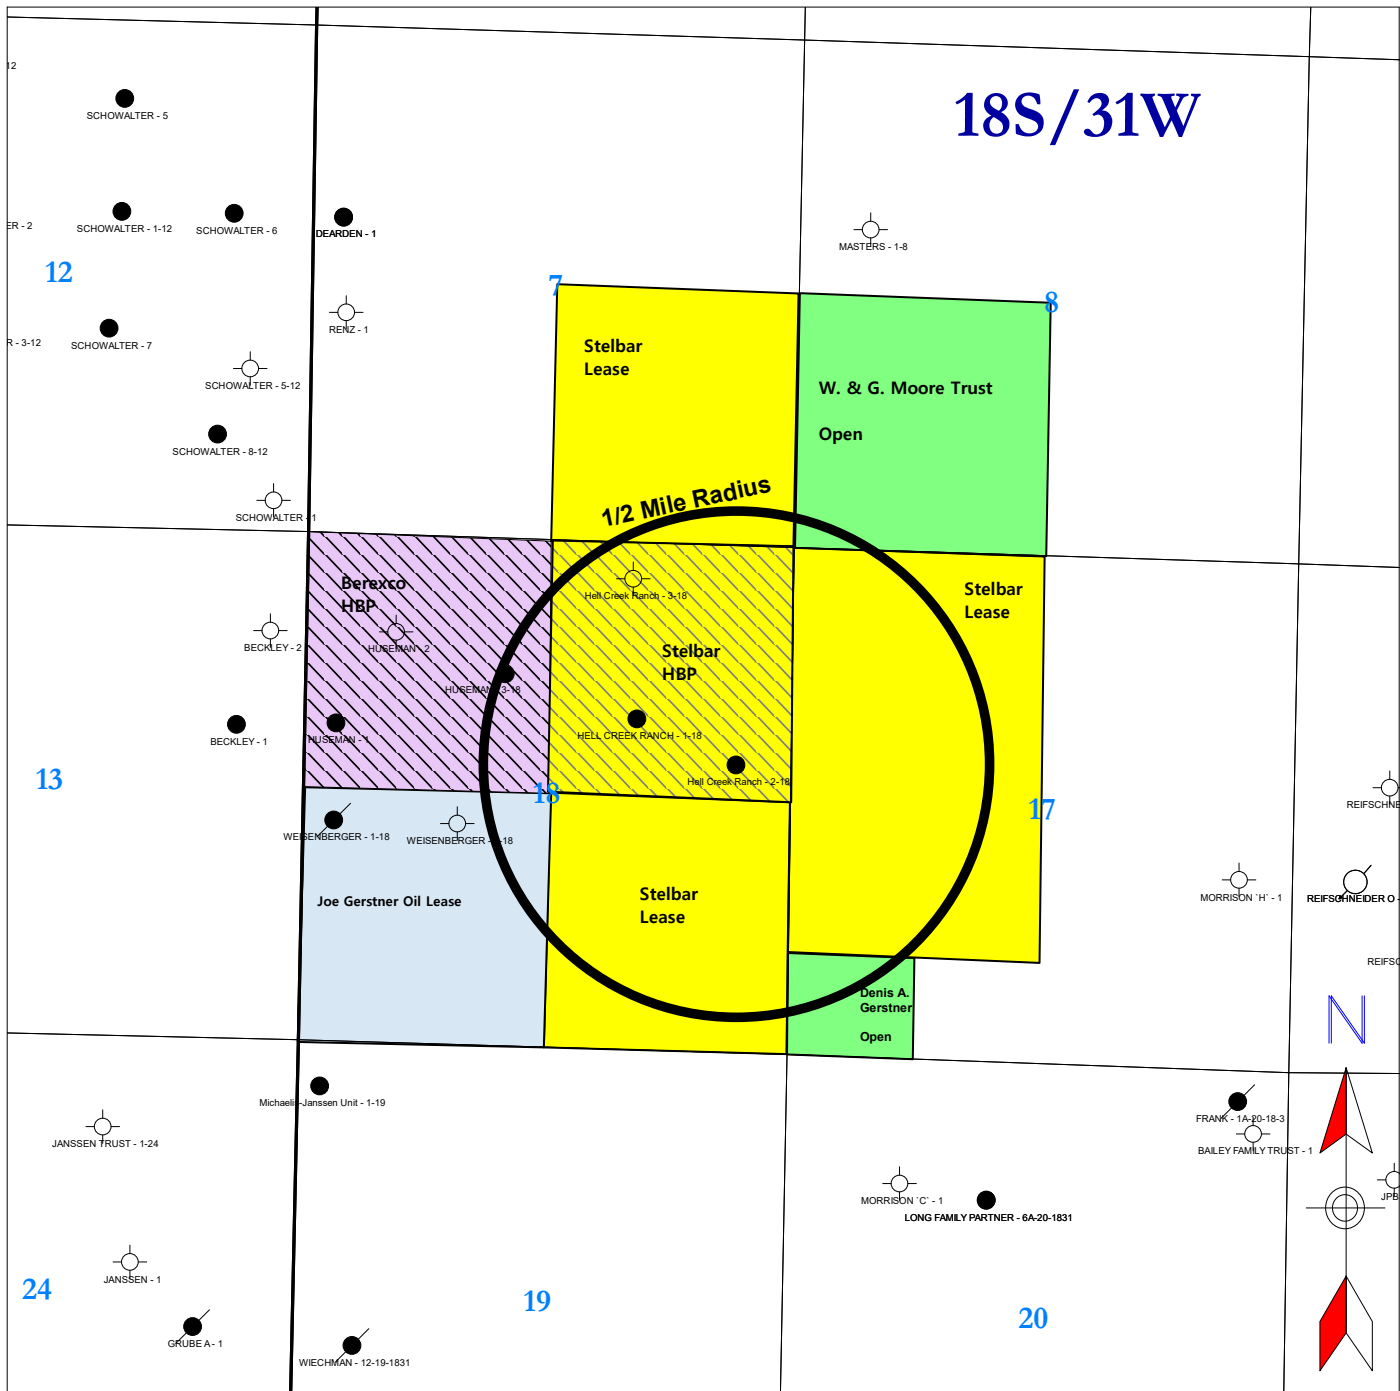 12
SCHOWALTER - 5
18S/31W
ER - 2
SCHOWALTER - 1-12
SCHOWALTER - 6
DEARDEN - 1
MASTERS - 1-8
12
7
8
R - 3-12
SCHOWALTER - 7
RENZ - 1
Stelbar
Lease
SCHOWALTER - 5-12
W. & G. Moore Trust
Open
SCHOWALTER - 8-12
1/2 Mile Radius
SCHOWALTER - 1
Berexco
HBP
Hell Creek Ranch - 3-18
Stelbar
Lease
BECKLEY - 2
HUSEMAN - 2
Stelbar
HBP
HUSEMAN - 3-18
BECKLEY - 1
HUSEMAN - 1
HELL CREEK RANCH - 1-18
Hell Creek Ranch - 2-18
13
18
17
REIFSCHNE
WEISENBERGER - 1-18
WEISENBERGER - -18
Joe Gerstner Oil Lease
Stelbar
Lease
MORRISON `H' - 1
REIFSCHNEIDER O -
REIFSC
Denis A.
Gerstner
Open
N
Michaelis-Janssen Unit - 1-19
JANSSEN TRUST - 1-24
FRANK - 1A-20-18-3
BAILEY FAMILY TRUST - 1
MORRISON `C' - 1
LONG FAMILY PARTNER - 6A-20-1831
JPB
JANSSEN - 1
24
19
20
GRUBE A - 1
WIECHMAN - 12-19-1831